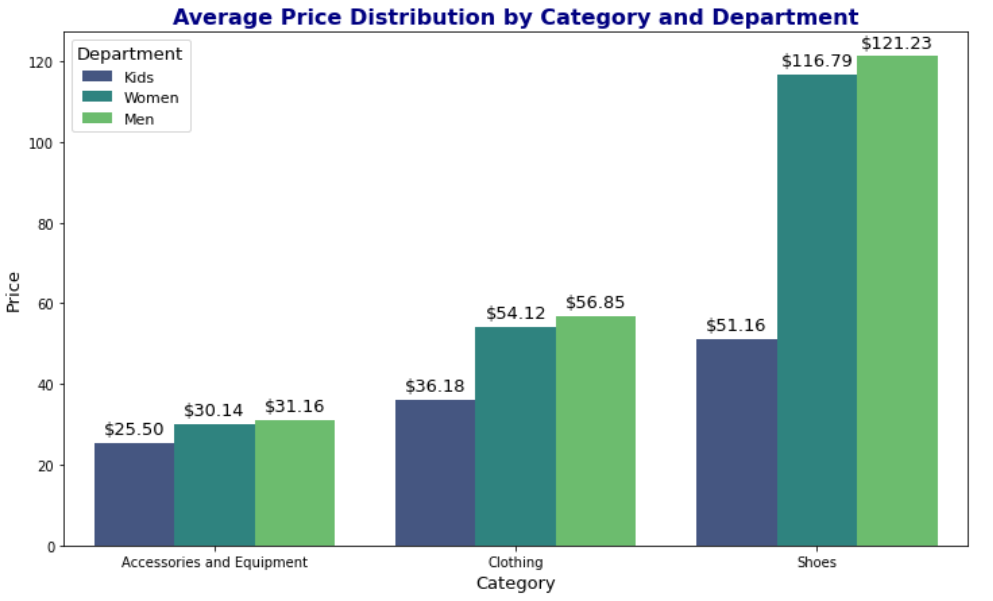 Average Price Distribution by Category and Department
Department
Kids
Women
Men
Price
120
100
80
60
40
20
0
$25.50
$30.14
$31.16
$36.18
$54.12
$56.85
$51.16
$116.79
$121.23
Accessories and Equipment
Clothing
Shoes
Category